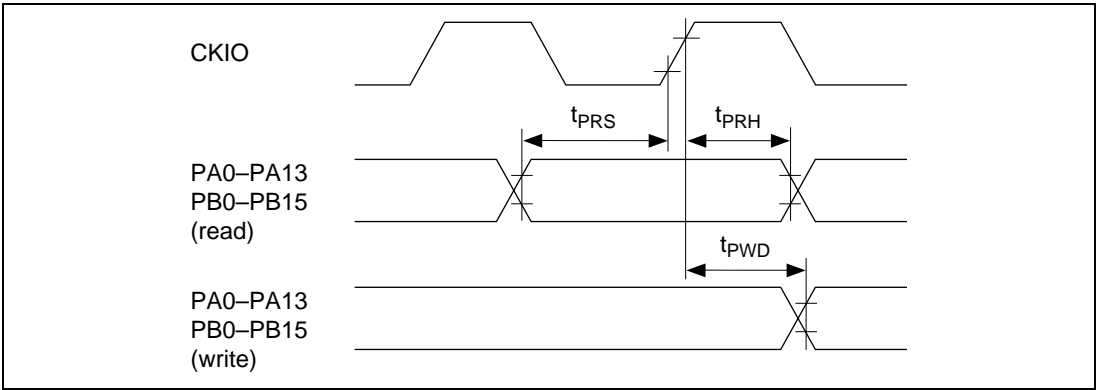 CKIO
tPRS
tPRH
PA0–PA13
PB0–PB15
(read)
tPWD
PA0–PA13
PB0–PB15
(write)